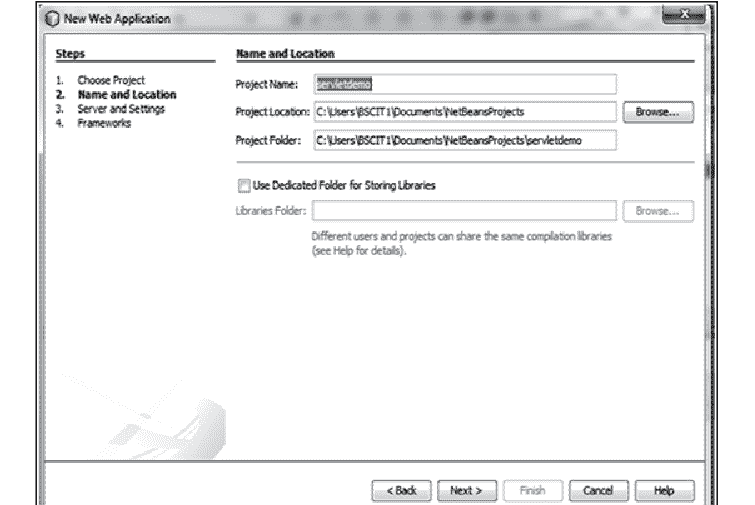 New Web Application
X
Steps
1. Choose Project
2. Name and Location
3. Server and Settings
4. Frameworks
Name and Location
Project Name: servletdemo
Project Location: C:\Users\BSCIT1\Documents\NetBeansProjects Browse...
Project Folder: C:\Users\BSCIT1\Documents\NetBeansProjects\servletdemo
Use Dedicated Folder for Storing Libraries
Libraries Folder: Browse...
Different users and projects can share the same compilation libraries
(see Help for details).
< Back Next > Finish Cancel Help